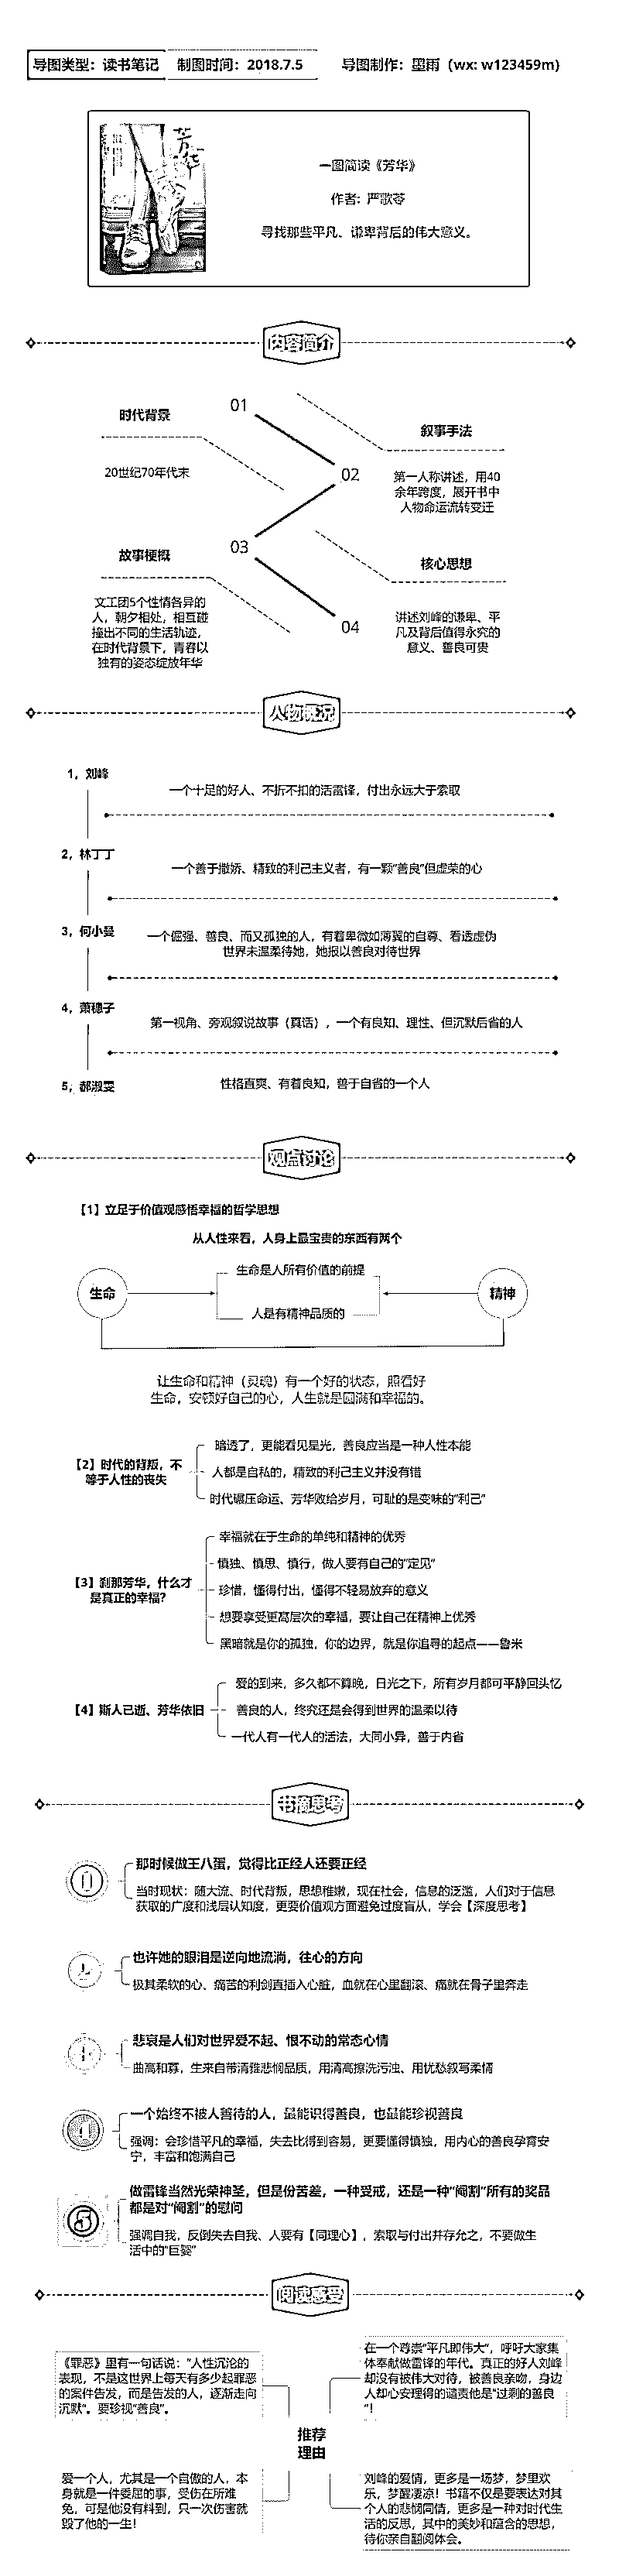 导图类型：读书笔记
制图时间：2018.7.5
导图制作：墨雨（wx: w123459m）
芳华
一图简读《芳华》
作者：严歌苓
寻找那些平凡、谦卑背后的伟大意义。
内容简介
时代背景
01
20世纪70年代末
叙事手法
02
第一人称讲述，用40
余年跨度，展开书中
人物命运流转变迁
03
故事梗概
文工团5个性情各异的
人，朝夕相处，相互碰
撞出不同的生活轨迹，
在时代背景下，青春以
独有的姿态绽放年华
核心思想
04
讲述刘峰的谦卑、平
凡及背后值得永究的
意义、善良可贵
人物概况
1，刘峰
一个十足的好人、不折不扣的活雷锋，付出永远大于索取
2，林丁丁
一个善于撒娇、精致的利己主义者，有一颗“善良”但虚荣的心
3，何小曼
一个倔强、善良、而又孤独的人，有着卑微如薄翼的自尊、看透虚伪
世界未温柔待她，她报以善良对待世界
4，萧穗子
第一视角、旁观叙说故事（真话），一个有良知、理性、但沉默后省的人
5，郝淑雯
性格直爽、有着良知，善于自省的一个人
观点讨论
【1】立足于价值观感悟幸福的哲学思想
从人性来看，人身上最宝贵的东西有两个
生命
生命是人所有价值的前提
人是有精神品质的
精神
让生命和精神（灵魂）有一个好的状态，照看好
生命，安顿好自己的心，人生就是圆满和幸福的。
【2】时代的背叛，不
等于人性的丧失
暗透了，更能看见星光，善良应当是一种人性本能
人都是自私的，精致的利己主义并没有错
时代碾压命运、芳华败给岁月，可耻的是变味的“利己”
【3】刹那芳华，什么才
是真正的幸福？
幸福就在于生命的单纯和精神的优秀
慎独、慎思、慎行，做人要有自己的“定见”
珍惜，懂得付出，懂得不轻易放弃的意义
想要享受更高层次的幸福，要让自己在精神上优秀
黑暗就是你的孤独，你的边界，就是你追寻的起点——鲁米
【4】斯人已逝、芳华依旧
爱的到来，多久都不算晚，日光之下，所有岁月都可平静回头忆
善良的人，终究还是会得到世界的温柔以待
一代人有一代人的活法，大同小异，善于内省
书摘思考
那时候做王八蛋，觉得比正经人还要正经
当时现状：随大流、时代背叛，思想稚嫩，现在社会，信息的泛滥，人们对于信息
获取的广度和浅层认知度，更要价值观方面避免过度盲从，学会【深度思考】
也许她的眼泪是逆向地流淌，往心的方向
极其柔软的心、痛苦的利剑直插入心脏，血就在心里翻滚、痛就在骨子里奔走
悲哀是人们对世界爱不起、恨不动的常态心情
曲高和寡，生来自带清雅悲悯品质，用清高擦洗污浊、用忧愁叙写柔情
4
一个始终不被人善待的人，最能识得善良，也最能珍视善良
强调：会珍惜平凡的幸福，失去比得到容易，更要懂得慎独，用内心的善良孕育安
宁，丰富和饱满自己
5
做雷锋当然光荣神圣，但是份苦差，一种受戒，还是一种“阉割”所有的奖品
都是对“阉割”的慰问
强调自我，反倒失去自我、人要有【同理心】，索取与付出并存允之，不要做生
活中的“巨婴”
阅读感受
《罪恶》里有一句话说：“人性沉沦的
表现，不是这世界上每天有多少起罪恶
的案件告发，而是告发的人，逐渐走向
沉默”。要珍视“善良”。
在一个尊崇“平凡即伟大”，呼吁大家集
体奉献做雷锋的年代。真正的好人刘峰
却没有被伟大对待，被善良亲吻，身边
人却心安理得的谴责他是“过剩的善良
”！
推荐
理由
爱一个人，尤其是一个自傲的人，本
身就是一件委屈的事，受伤在所难
免，可是他没有料到，只一次伤害就
毁了他的一生！
刘峰的爱情，更多是一场梦，梦里欢
乐，梦醒凄凉！书籍不仅是要表达对其
个人的悲悯同情，更多是一种对时代生
活的反思，其中的美妙和蕴含的思想，
待你亲自翻阅体会。